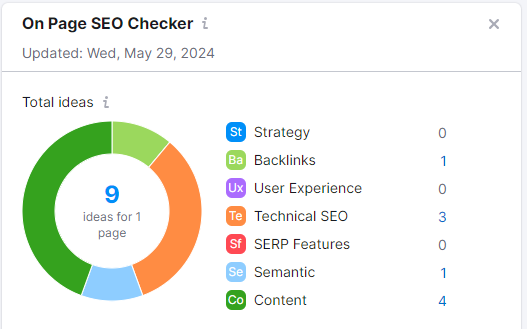 On Page SEO Checker i
Updated: Wed, May 29, 2024
Total ideas i
9
ideas for 1
page
St Strategy 0
Ba Backlinks 1
Ux User Experience 0
Te Technical SEO 3
Sf SERP Features 0
Se Semantic 1
Co Content 4